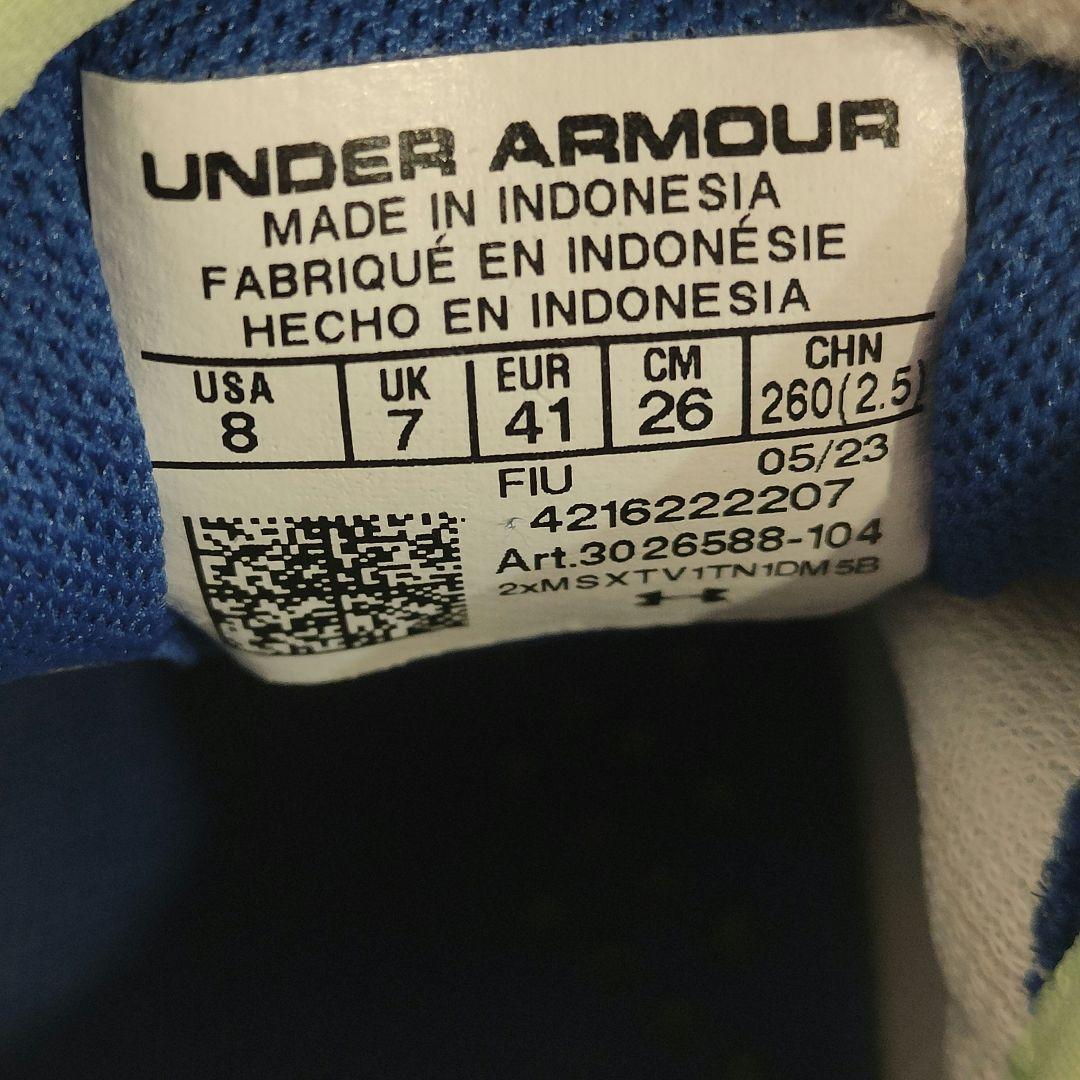 UNDER ARMOUR
MADE IN INDONESIA
FABRIQUÉ EN INDONÉSIE
HECHO EN INDONESIA
USA UK EUR CM CHN
8 7 41 26 260(2.5)
FIU 05/23
4216222207
Art.3026588-104
2xMSXTV1TN1DM5B